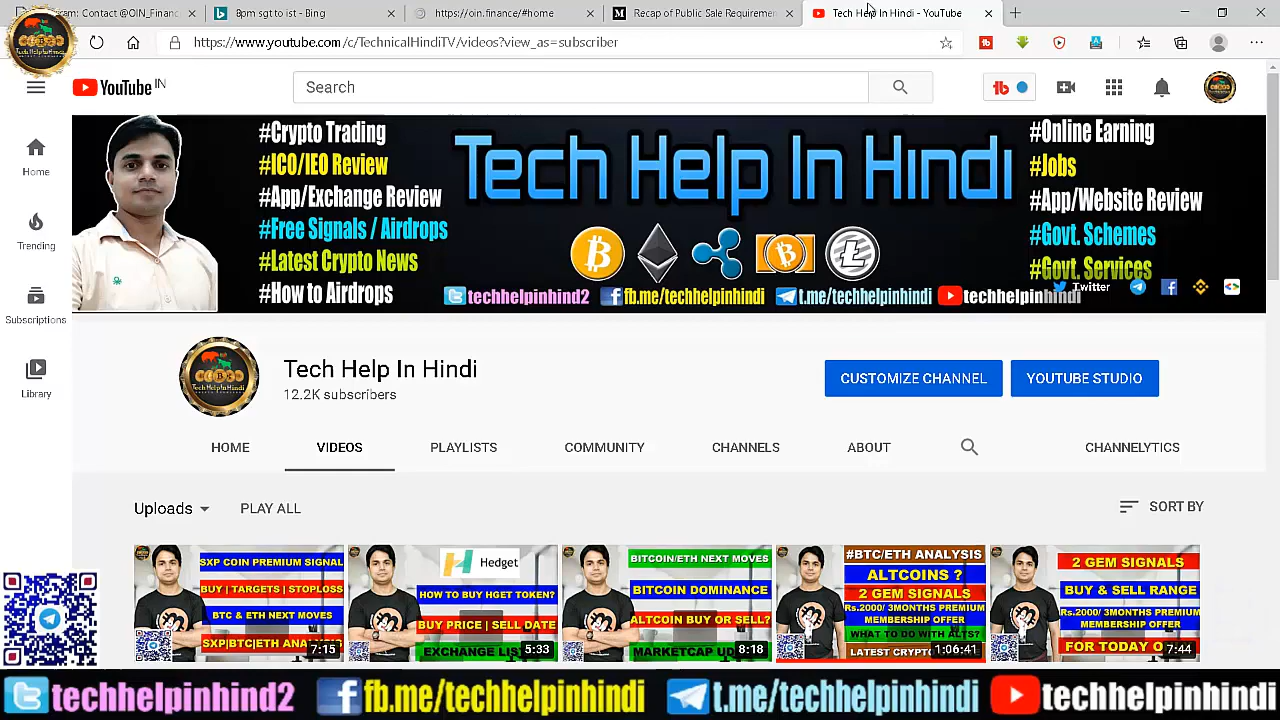 ram: Contact @OIN_Financ
8pm sgt to ist - Bing
Recap of Public Sale
Tech Help In Hindi - YouTube
https://www.youtube.com/c/TechnicalHindiTV/videos?view_as=subscriber
YouTube IN
Search
Home
Trending
Subscriptions
Library
#Crypto Trading
#ICO/IEO Review
#App/Exchange Review
#Free Signals / Airdrops
#Latest Crypto News
#How to Airdrops
Tech Help In Hindi
techhelpinhind2
fb.me/techhelpinhindi
t.me/techhelpinhindi
techhelpinhindi
#Online Earning
#Jobs
#App/Website Review
#Govt. Schemes
#Govt. Services
Twitter
Tech Help In Hindi
12.2K subscribers
CUSTOMIZE CHANNEL
YOUTUBE STUDIO
HOME
VIDEOS
PLAYLISTS
COMMUNITY
CHANNELS
ABOUT
CHANNELYTICS
Uploads
PLAY ALL
SORT BY
SXP COIN PREMIUM SIGNAL
BUY | TARGETS | STOPLOSS
BTC & ETH NEXT MOVES
SXP|BTC|ETH
7:15
Hedget
HOW TO BUY HGET TOKEN?
BUY PRICE | SELL DATE
EXCHANGE
5:33
BITCOIN/ETH NEXT MOVES
BITCOIN DOMINANCE
ALTCOIN BUY OR SELL?
MARKETCAP
8:18
#BTC/ETH ANALYSIS
ALTCOINS ?
2 GEM SIGNALS
Rs.2000/ 3MONTHS PREMIUM
MEMBERSHIP OFFER
WHAT TO DO WITH ALTS?
LATEST
1:06:41
2 GEM SIGNALS
BUY & SELL RANGE
Rs.2000/ 3MONTHS PREMIUM
MEMBERSHIP OFFER
FOR TODAY
7:44
techhelpinhind2
fb.me/techhelpinhindi
t.me/techhelpinhindi
techhelpinhindi